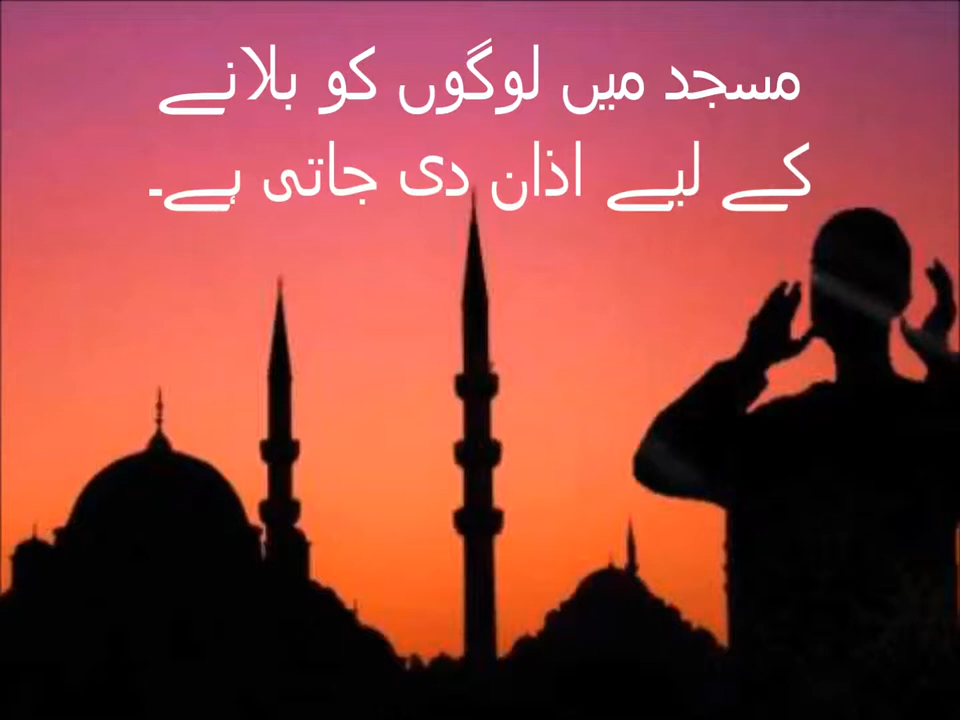 مسجد میں لوگوں کو بلانے
کے لیے اذان دی جاتی ہے۔